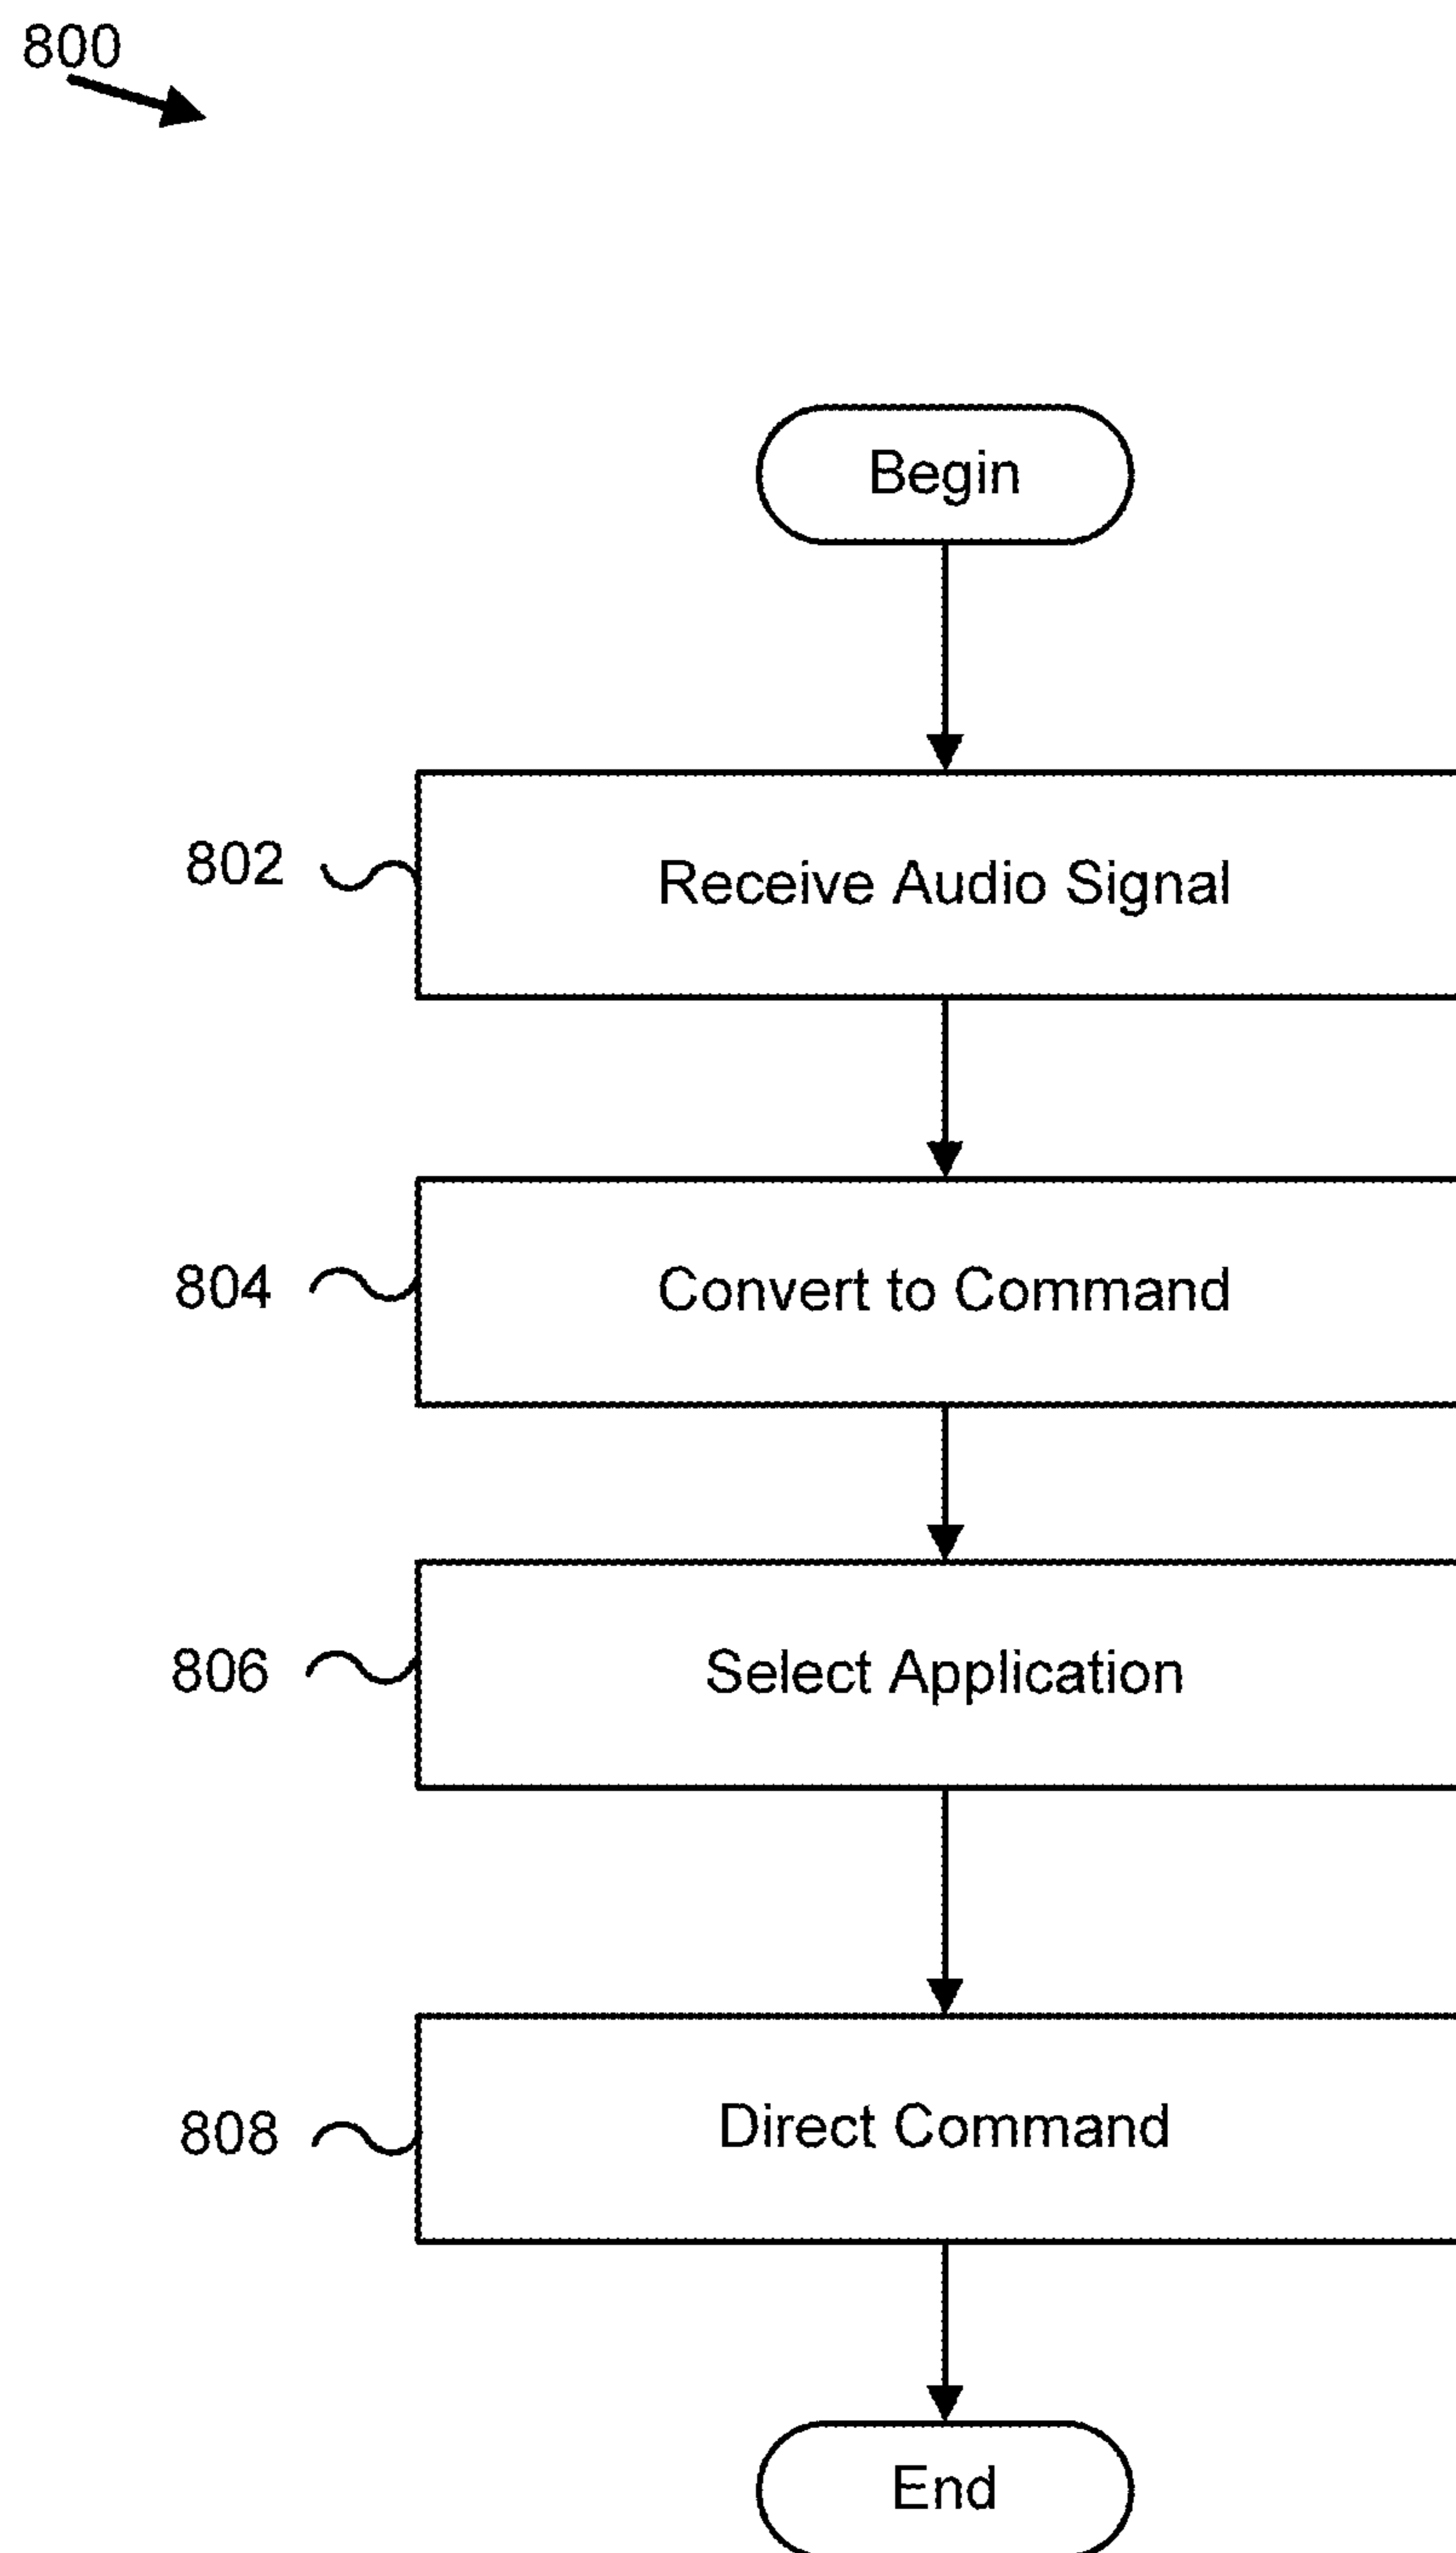 800
Begin
802
Receive Audio Signal
804
Convert to Command
806
Select Application
808
Direct Command
End